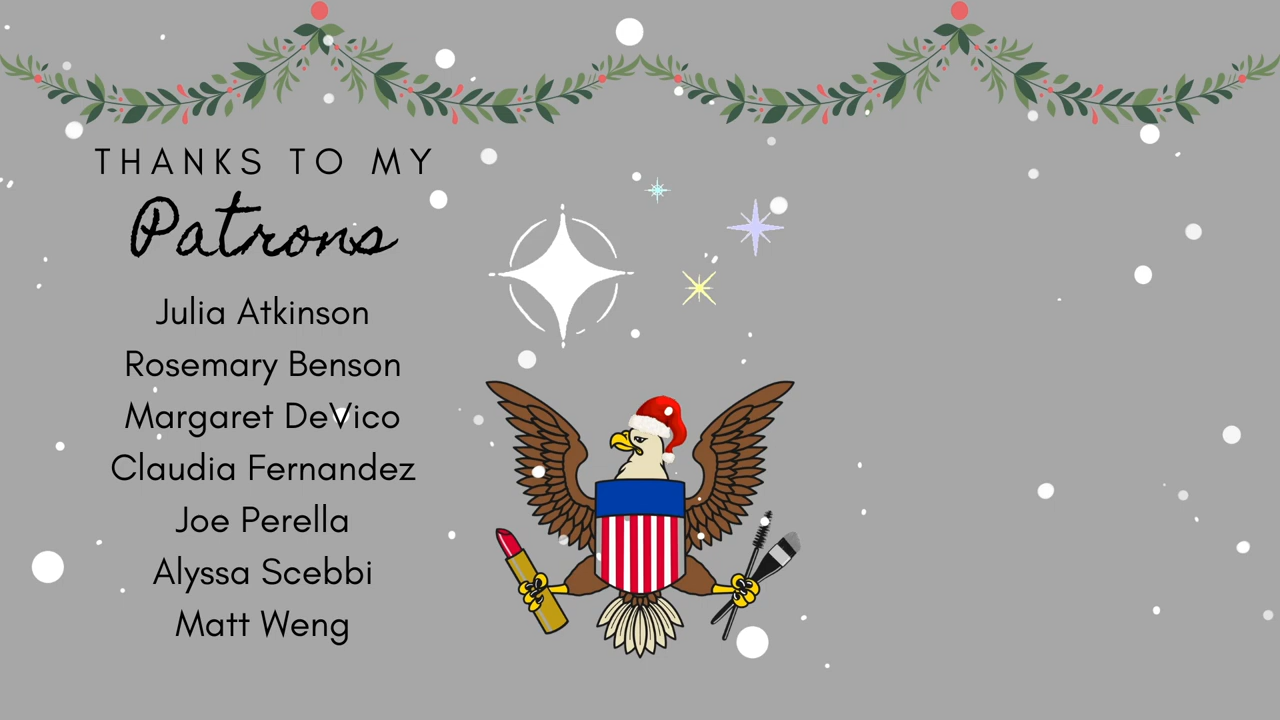 THANKS TO MY
Patrons
Julia Atkinson
Rosemary Benson
Margaret DeVico
Claudia Fernandez
Joe Perella
Alyssa Scebbi
Matt Weng